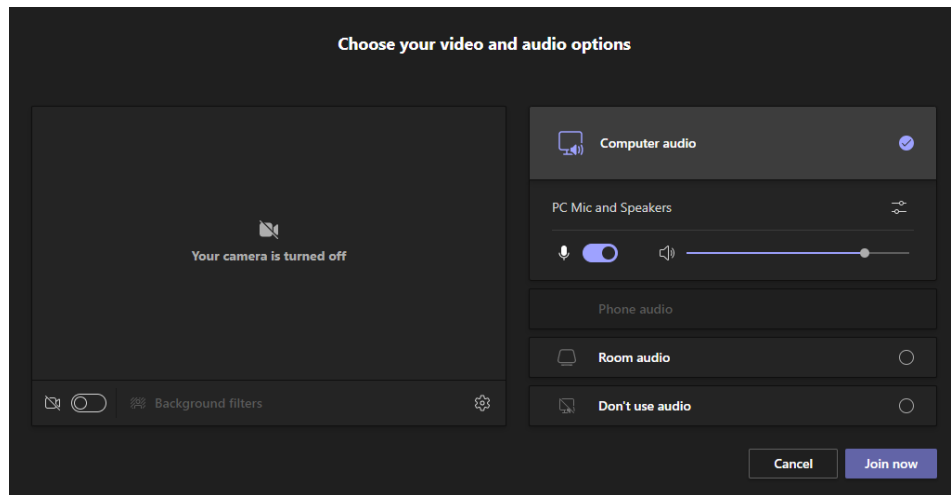 Choose your video and audio options
Your camera is turned off
Background filters
Computer audio
PC Mic and Speakers
Phone audio
Room audio
Don't use audio
Cancel
Join now